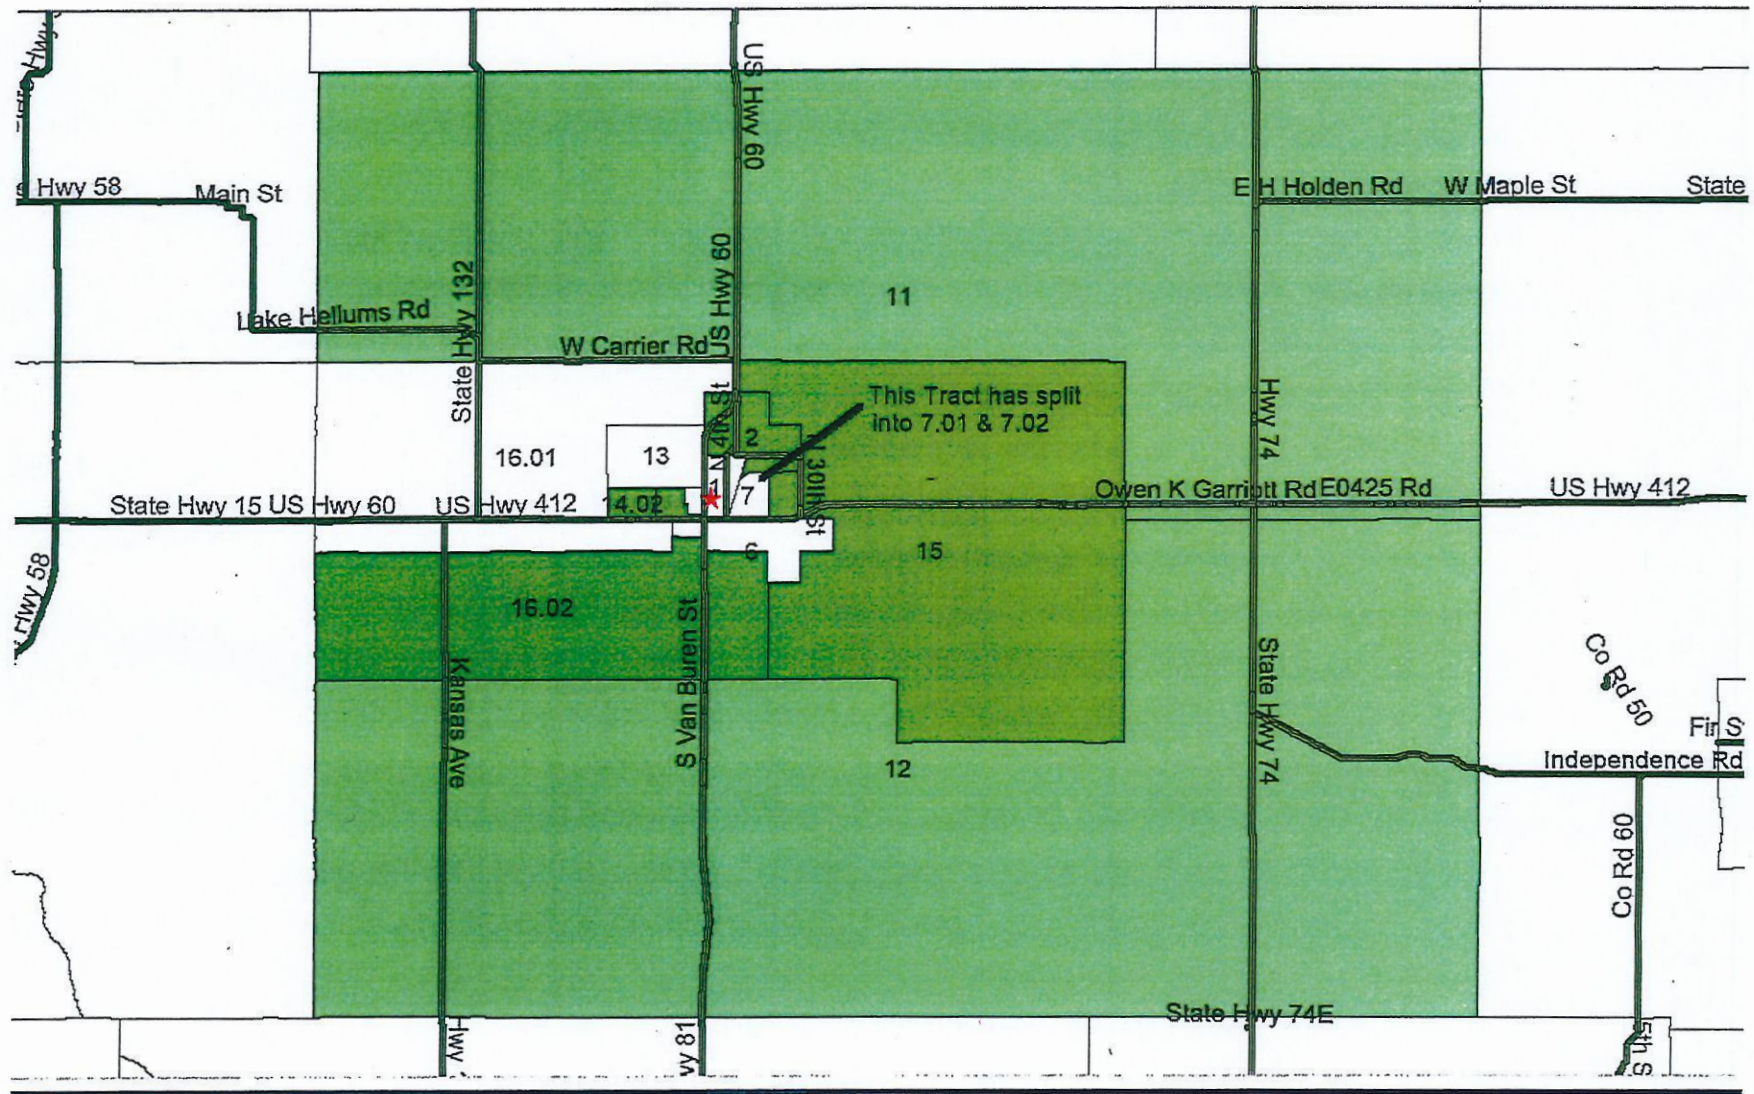 US Hwy 60
Hwy 58
Main St
E H Holden Rd
W Maple St
State
State Hwy 132
US Hwy 60
11
Lake Hellums Rd
W Carrier Rd
This Tract has split
into 7.01 & 7.02
State
Hwy 74
N 4th St
2
N 30th St
16.01
13
1
7
State Hwy 15 US Hwy 60
US Hwy 412
14.02
Owen K Garriott Rd
E0425 Rd
US Hwy 412
6
15
Hwy 58
16.02
S Van Buren St
Kansas Ave
State Hwy 74
Co Rd 50
Fir S
12
Independence Rd
Co Rd 60
State Hwy 74E
Hwy
wy 81
5th S